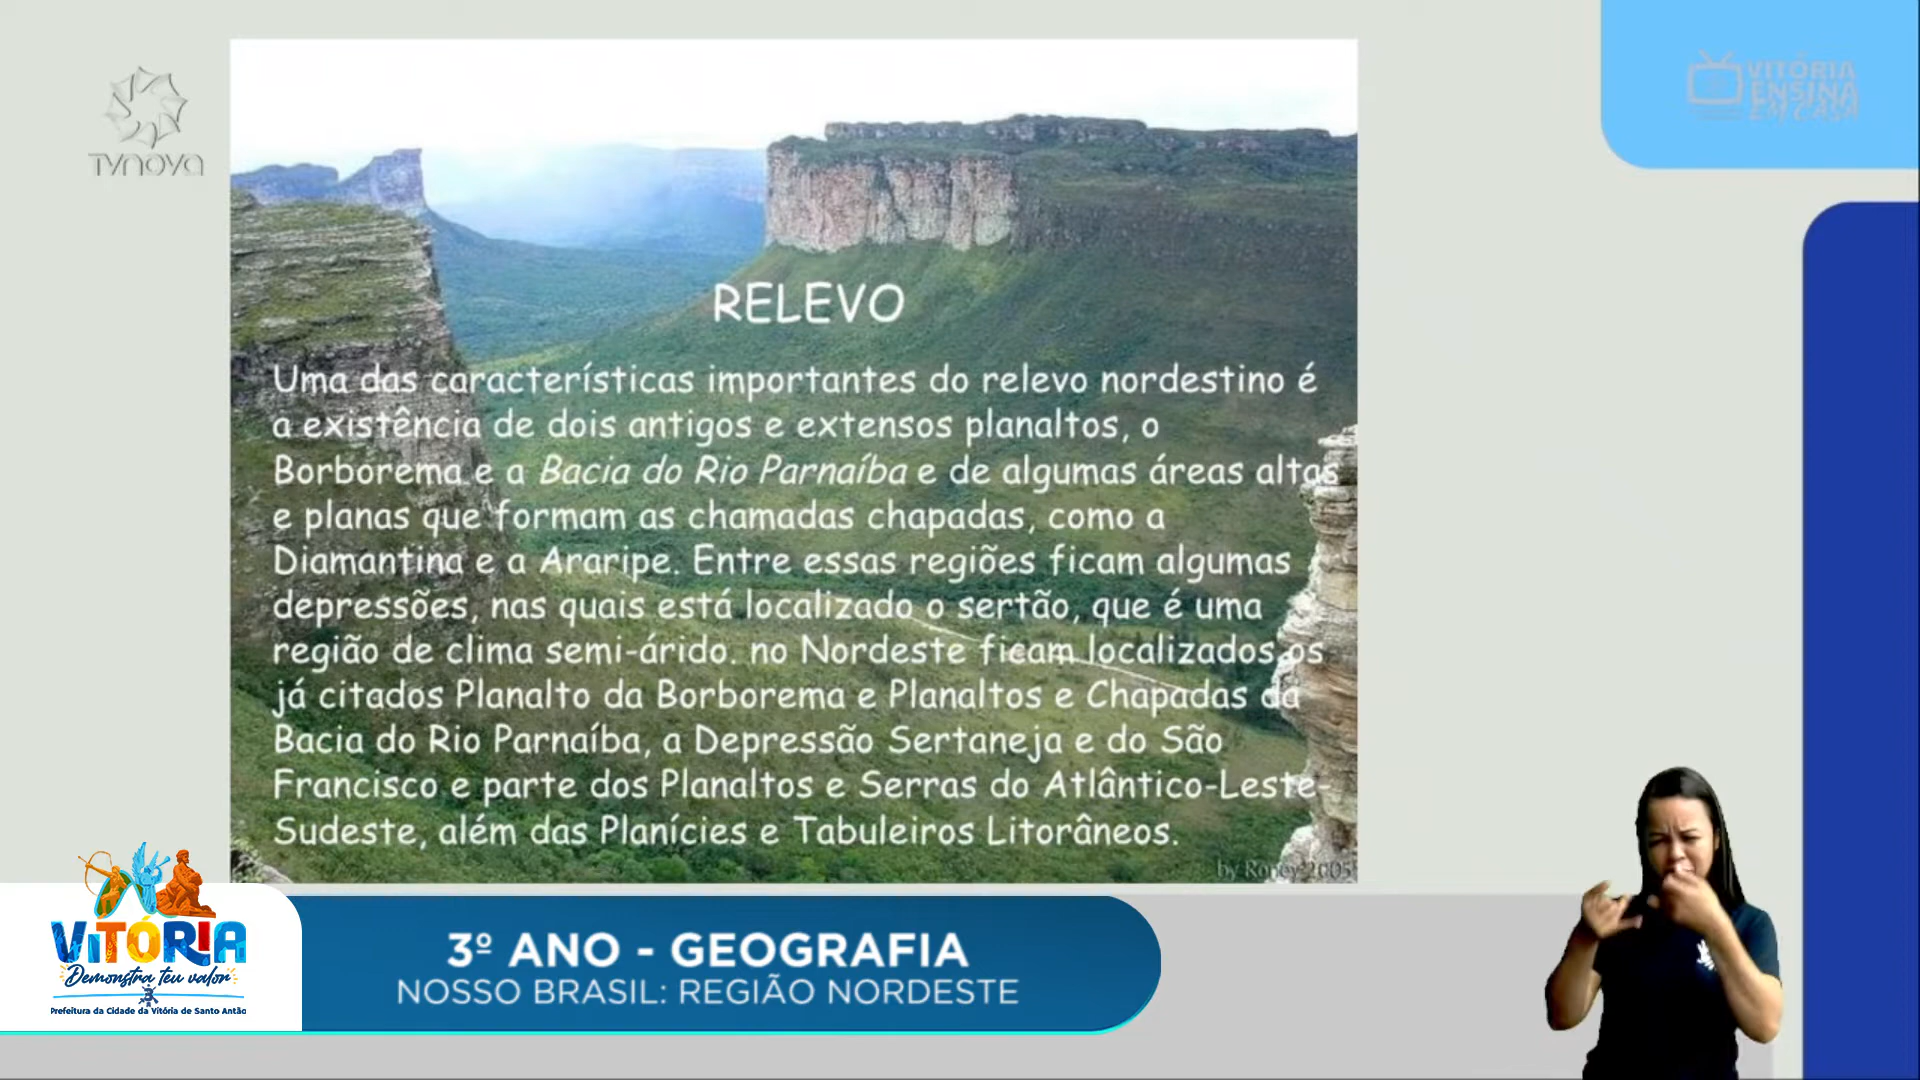 TVNOVA
VITÓRIA
ENSINA
EM CASA
RELEVO
Uma das características importantes do relevo nordestino é
a existência de dois antigos e extensos planaltos, o
Borborema e a Bacia do Rio Parnaíba e de algumas áreas altas
e planas que formam as chamadas chapadas, como a
Diamantina e a Araripe. Entre essas regiões ficam algumas
depressões, nas quais está localizado o sertão, que é uma
região de clima semi-árido. no Nordeste ficam localizados os
já citados Planalto da Borborema e Planaltos e Chapadas da
Bacia do Rio Parnaíba, a Depressão Sertaneja e do São
Francisco e parte dos Planaltos e Serras do Atlântico-Leste-
Sudeste, além das Planícies e Tabuleiros Litorâneos.
by Roney 2005
VITÓRIA
Demonstra teu valor
Prefeitura da Cidade da Vitória de Santo Antão
3º ANO - GEOGRAFIA
NOSSO BRASIL: REGIÃO NORDESTE